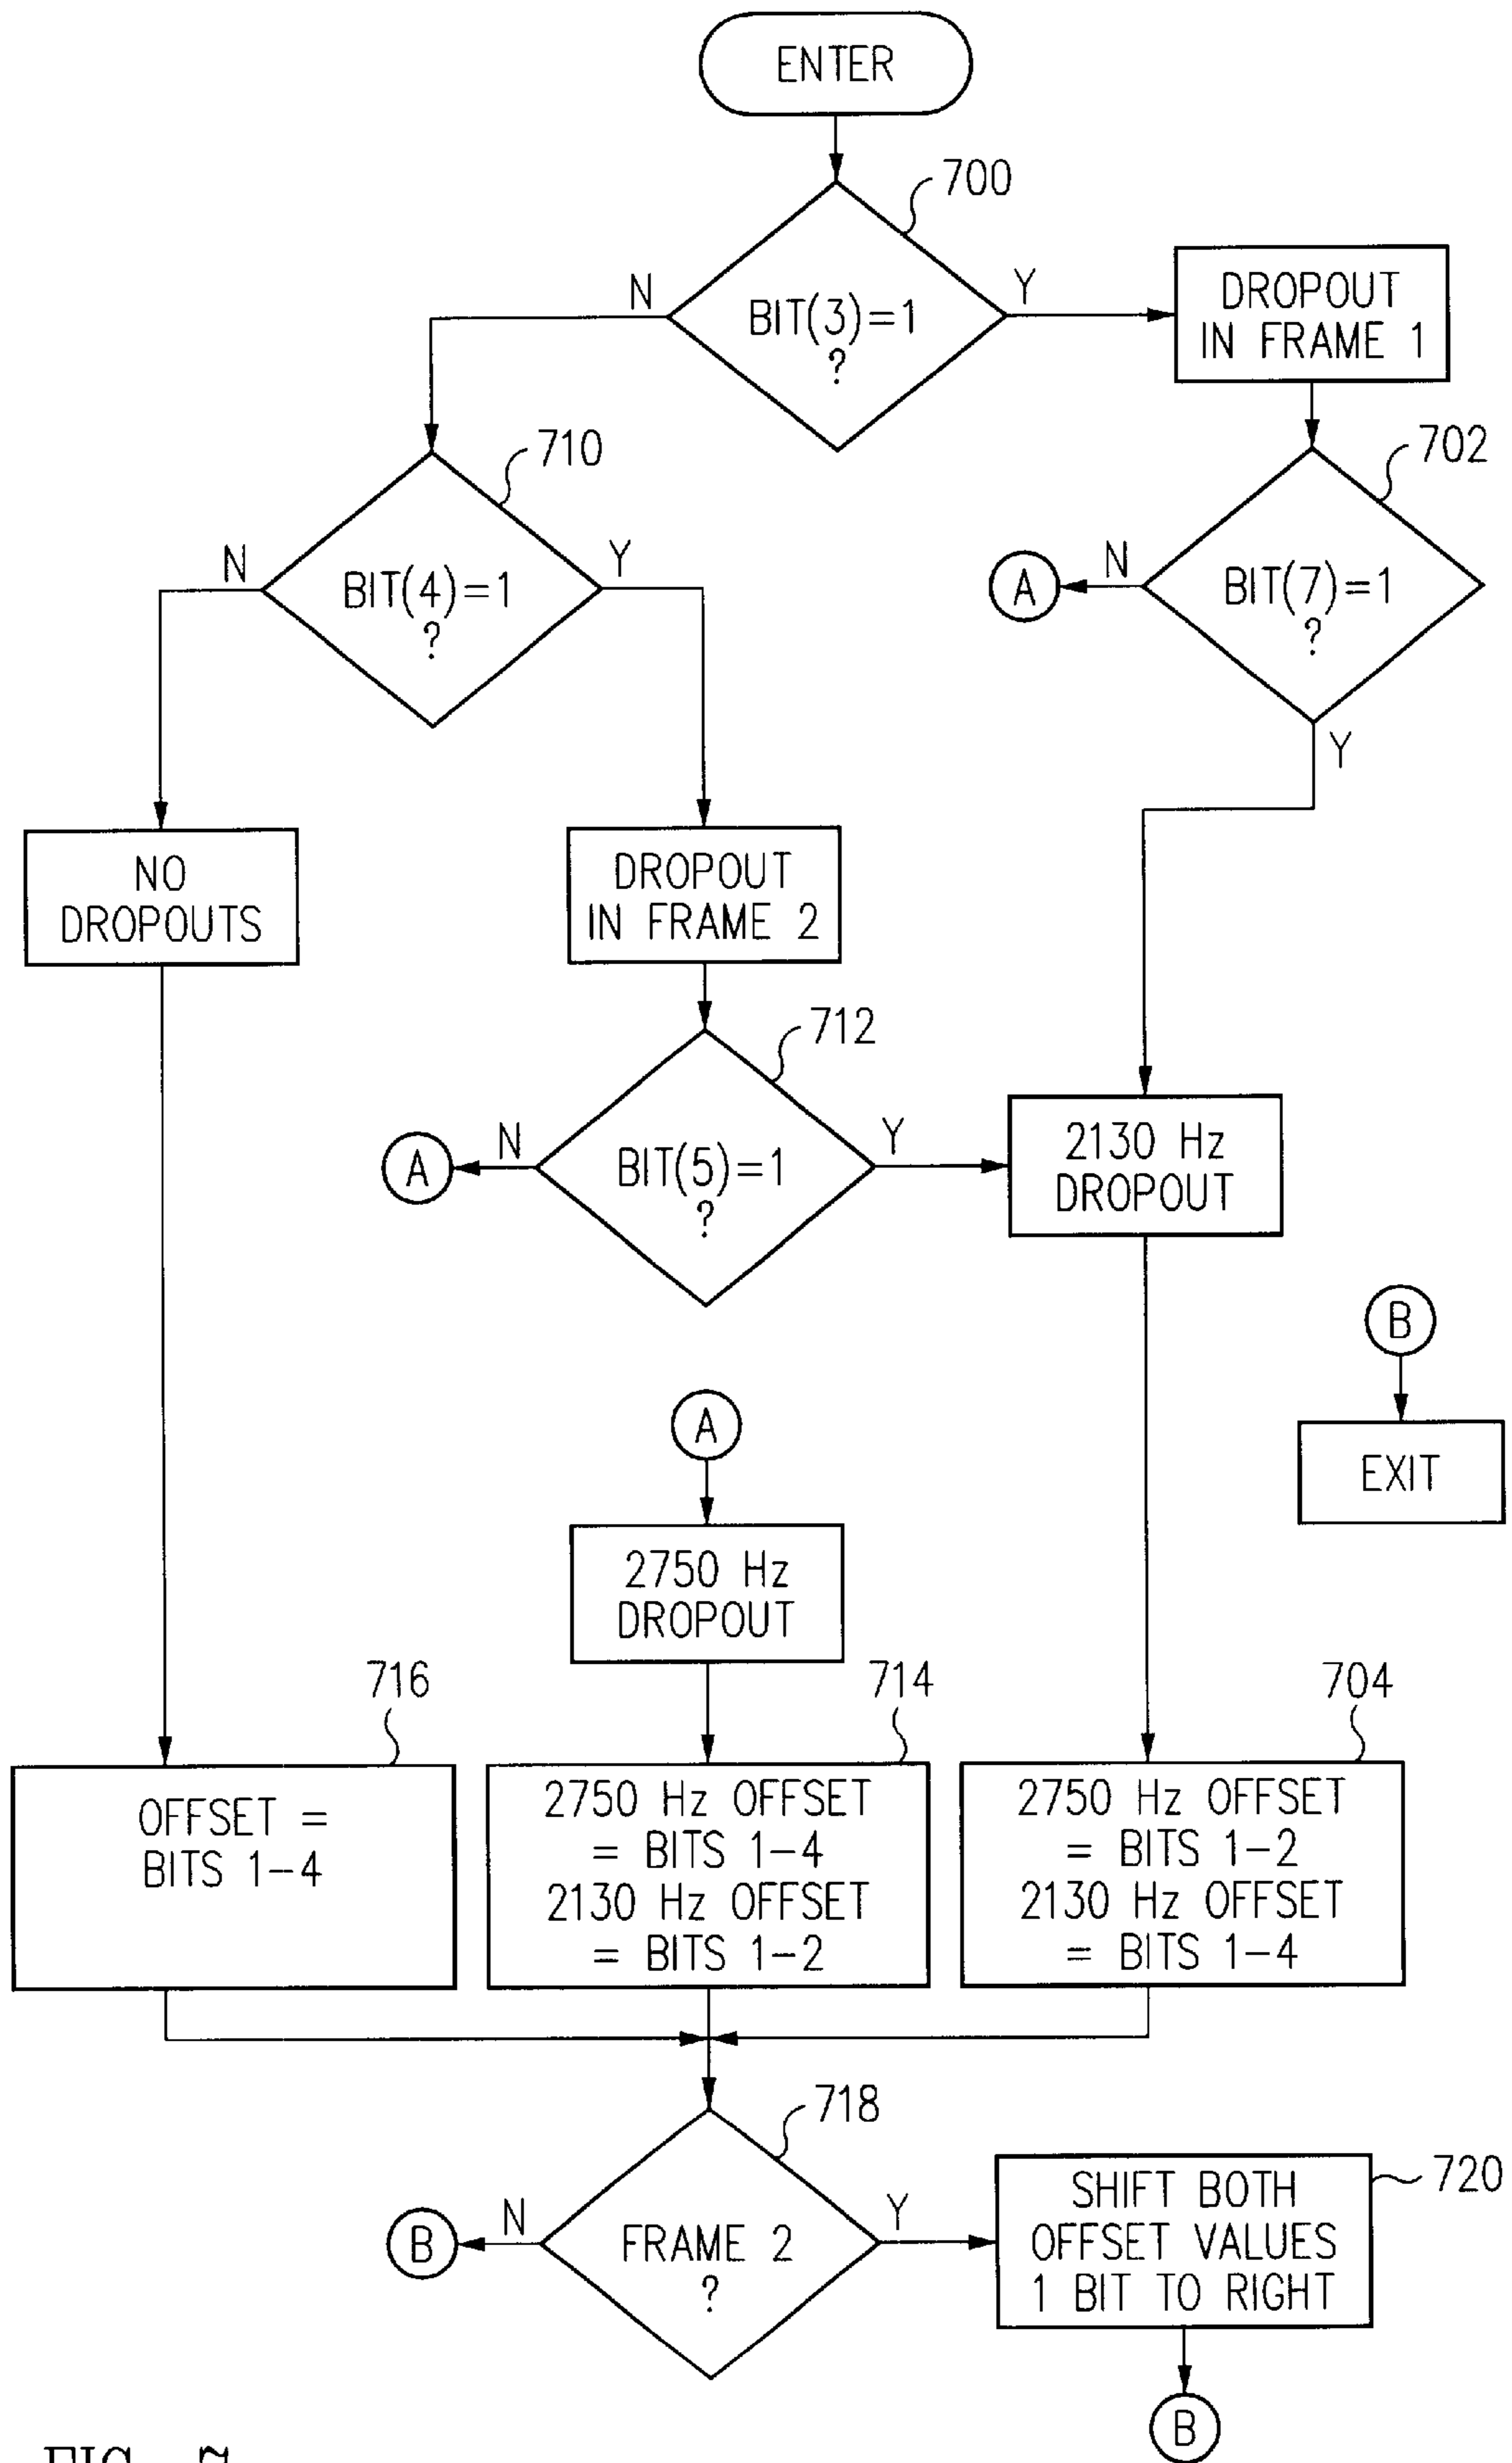 ENTER
700
N
BIT(3)=1
?
Y
DROPOUT
IN FRAME 1
710
702
N
BIT(4)=1
?
Y
A
N
BIT(7)=1
?
Y
NO
DROPOUTS
DROPOUT
IN FRAME 2
712
A
N
BIT(5)=1
?
Y
2130 Hz
DROPOUT
B
EXIT
A
2750 Hz
DROPOUT
716
714
704
OFFSET =
BITS 1-4
2750 Hz OFFSET
= BITS 1-4
2130 Hz OFFSET
= BITS 1-2
2750 Hz OFFSET
= BITS 1-2
2130 Hz OFFSET
= BITS 1-4
718
B
N
FRAME 2
?
Y
SHIFT BOTH
OFFSET VALUES
1 BIT TO RIGHT
720
B
FIG. 7